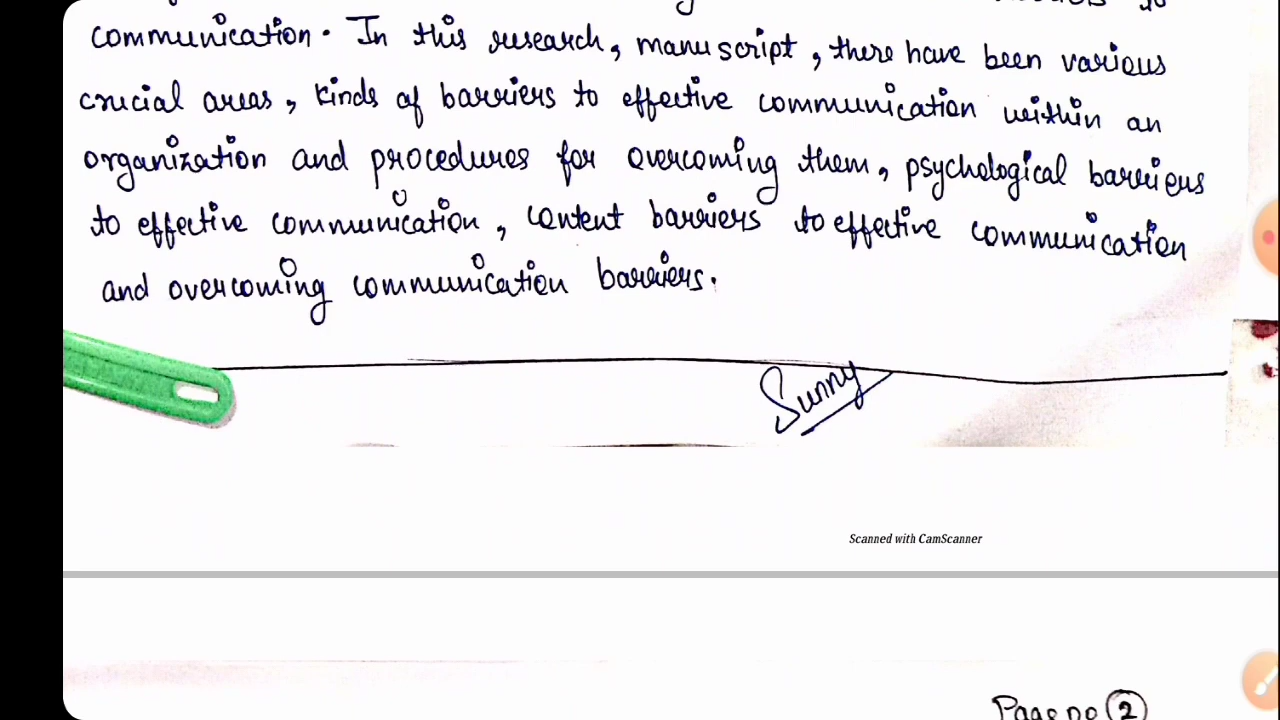 communication. In this research, manuscript, there have been various
crucial areas, kinds of barriers to effective communication within an
organization and procedures for overcoming them, psychological barriers
to effective communication, content barriers to effective communication
and overcoming communication barriers.
Sunny
Scanned with CamScanner
Page no 2